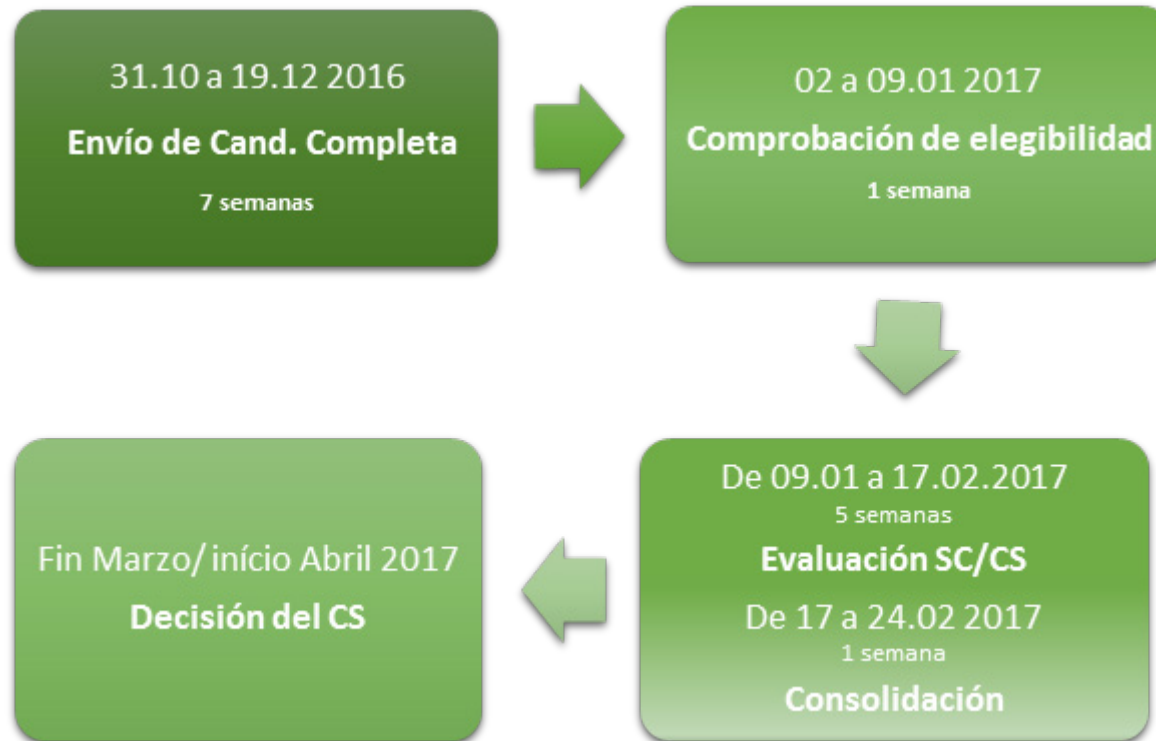 31.10 a 19.12 2016
Envío de Cand. Completa
7 semanas
02 a 09.01 2017
Comprobación de elegibilidad
1 semana
De 09.01 a 17.02.2017
5 semanas
Evaluación SC/CS
De 17 a 24.02 2017
1 semana
Consolidación
Fin Marzo/ início Abril 2017
Decisión del CS